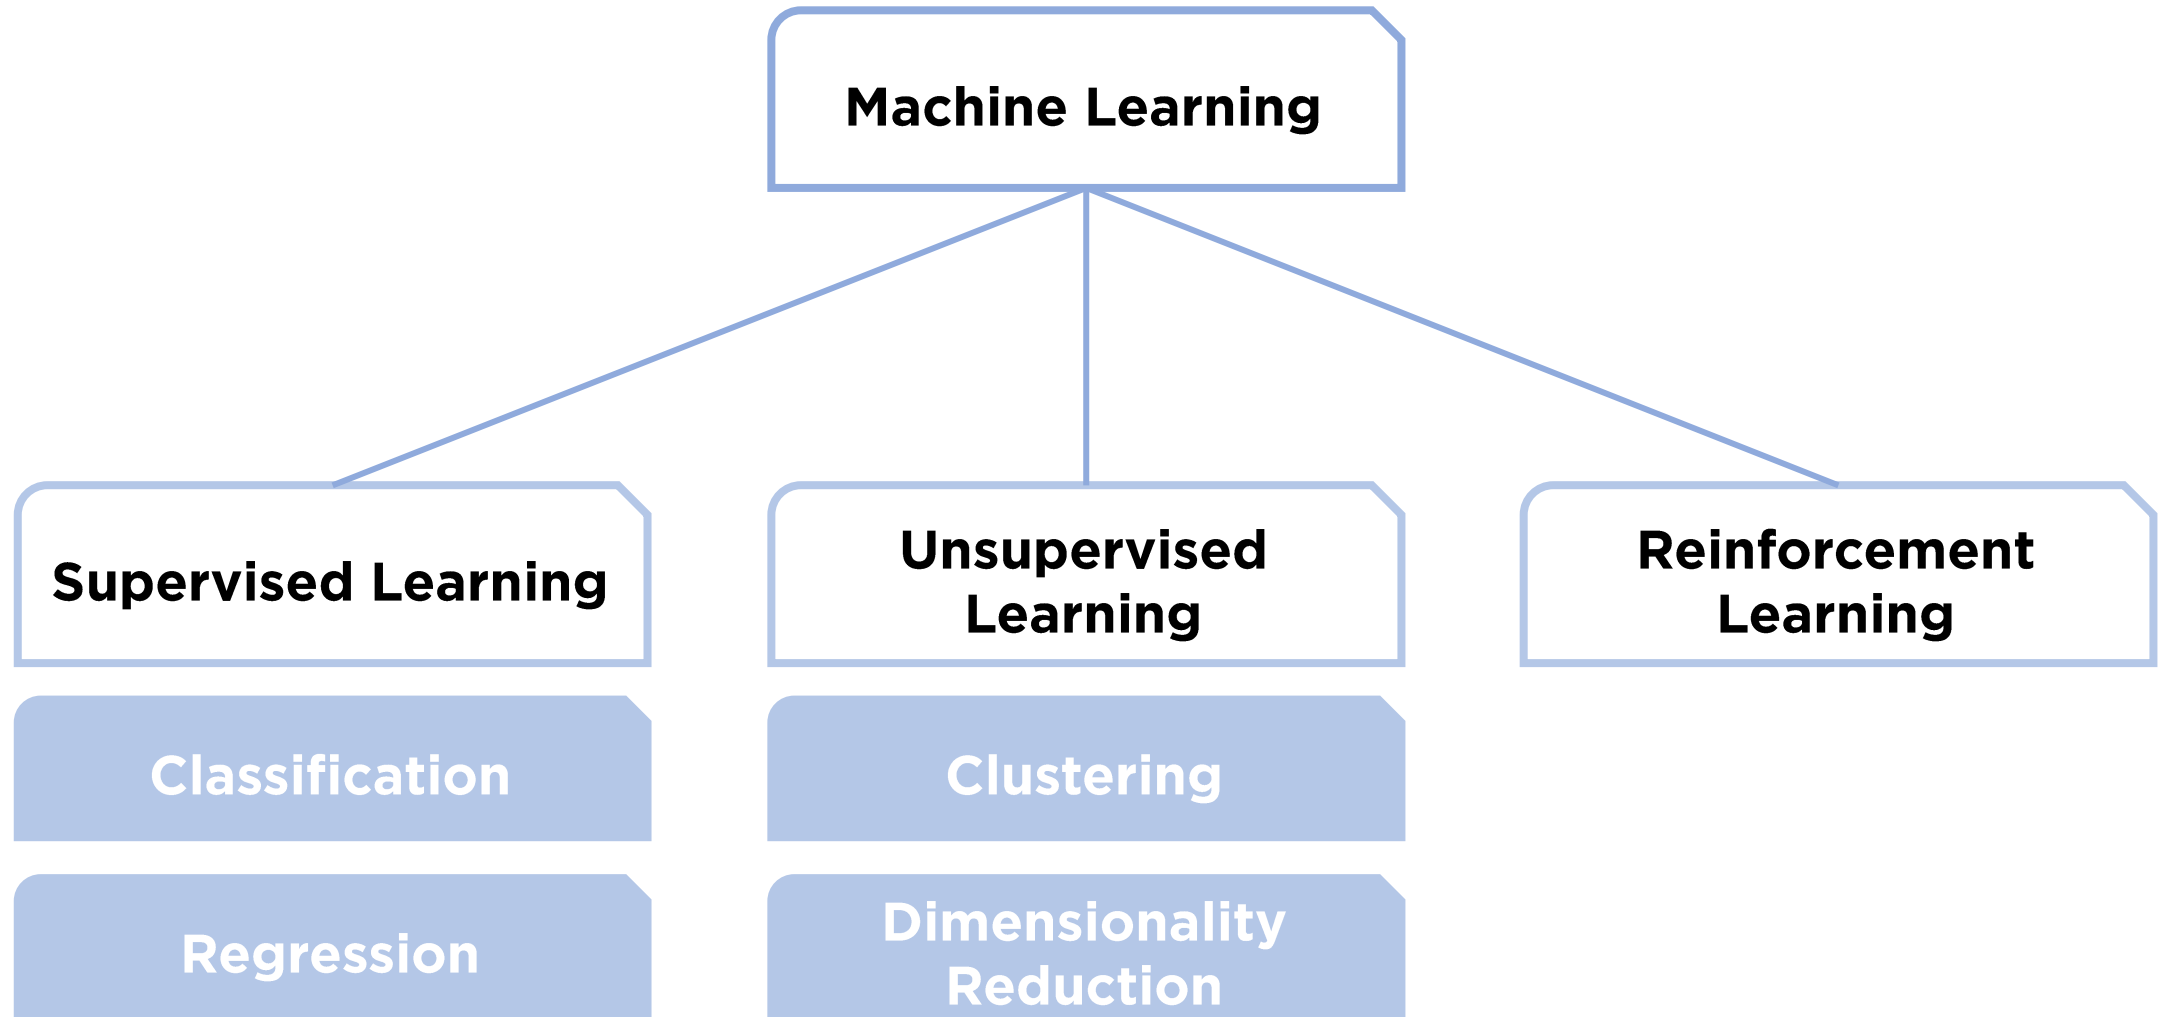 Machine Learning
Supervised Learning
Unsupervised
Learning
Reinforcement
Learning
Classification
Clustering
Regression
Dimensionality
Reduction